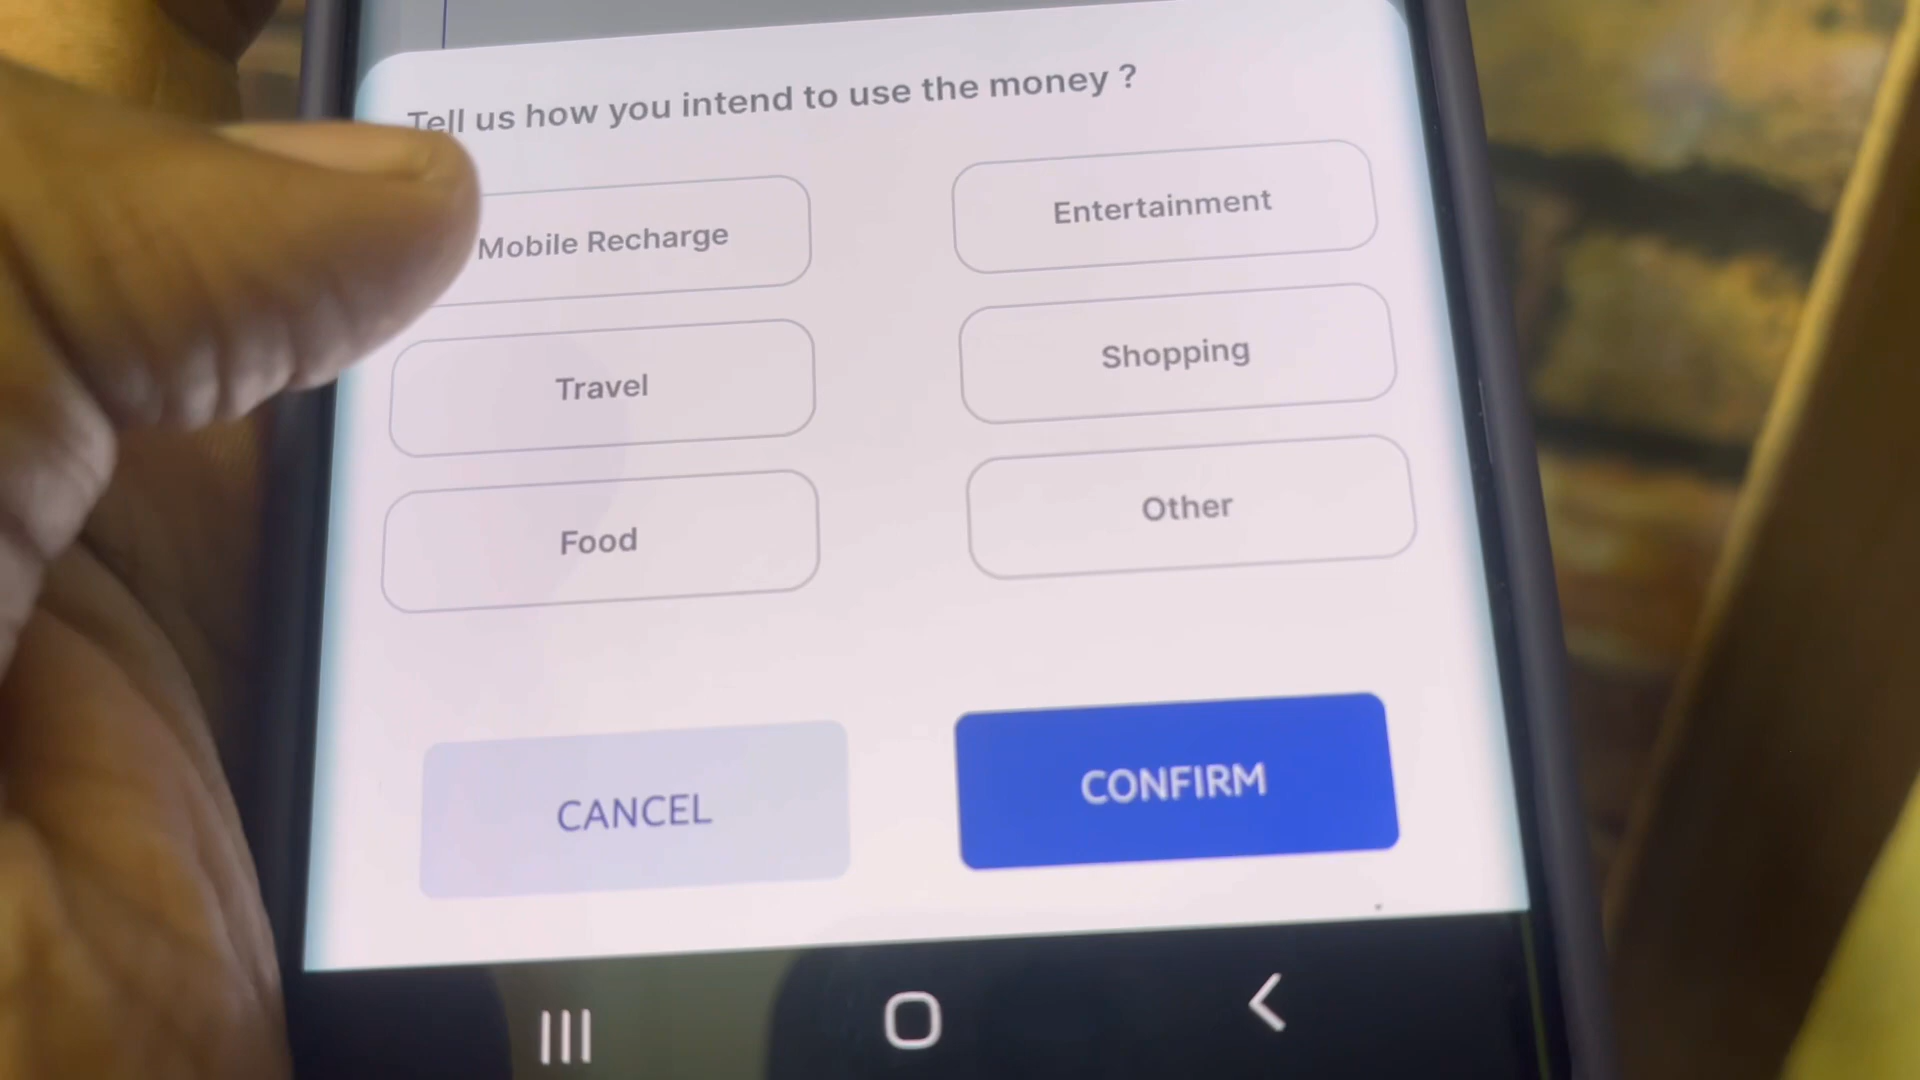 Tell us how you intend to use the money ?
Mobile Recharge
Entertainment
Travel
Shopping
Food
Other
CANCEL
CONFIRM